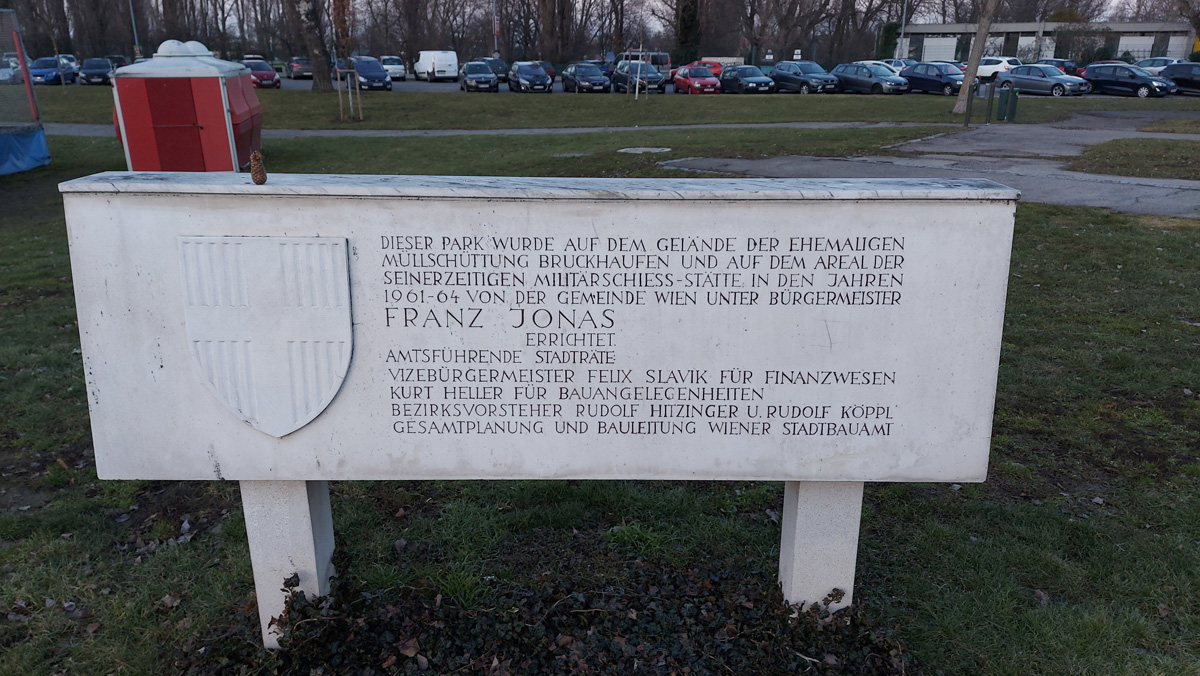 DIESER PARK WURDE AUF DEM GELÄNDE DER EHEMALIGEN
MÜLLSCHÜTTUNG BRUCKHAUFEN UND AUF DEM AREAL DER
SEINERZEITIGEN MILITÄRSCHIESS-STÄTTE IN DEN JAHREN
1961-64 VON DER GEMEINDE WIEN UNTER BÜRGERMEISTER
FRANZ JONAS
ERRICHTET.
AMTSFÜHRENDE STADTRÄTE:
VIZEBÜRGERMEISTER FELIX SLAVIK FÜR FINANZWESEN
KURT HELLER FÜR BAUANGELEGENHEITEN
BEZIRKSVORSTEHER RUDOLF HITZINGER U. RUDOLF KÖPPL
GESAMTPLANUNG UND BAULEITUNG WIENER STADTBAUAMT